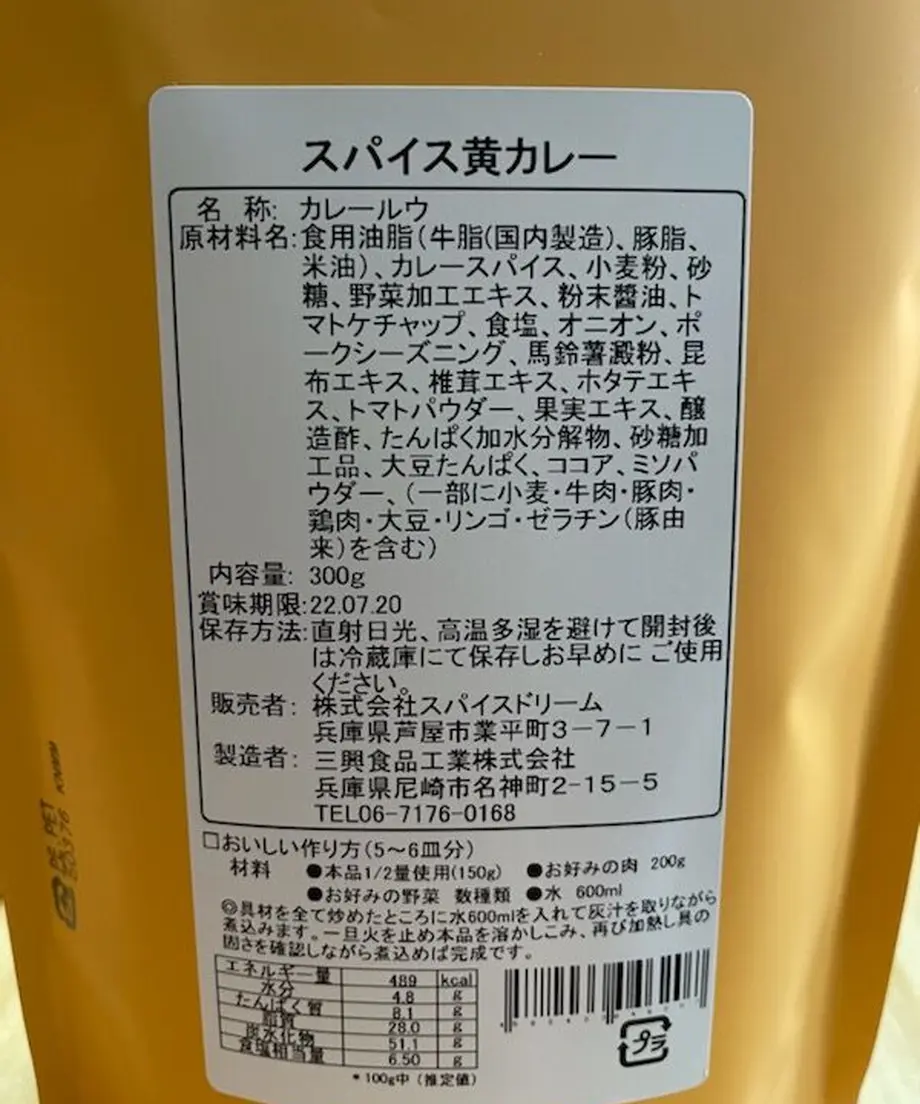 スパイス黄カレー
名 称: カレールウ
原材料名:食用油脂(牛脂(国内製造)、豚脂、
米油)、カレースパイス、小麦粉、砂
糖、野菜加工エキス、粉末醬油、ト
マトケチャップ、食塩、オニオン、ポ
ークシーズニング、馬鈴薯澱粉、昆
布エキス、椎茸エキス、ホタテエキ
ス、トマトパウダー、果実エキス、醸
造酢、たんぱく加水分解物、砂糖加
工品、大豆たんぱく、ココア、ミソパ
ウダー、(一部に小麦・牛肉・豚肉・
鶏肉・大豆・リンゴ・ゼラチン(豚由
来)を含む)
内容量: 300g
賞味期限:22.07.20
保存方法:直射日光、高温多湿を避けて開封後
は冷蔵庫にて保存しお早めに ご使用
ください。
販売者: 株式会社スパイスドリーム
兵庫県芦屋市業平町3-7-1
製造者: 三興食品工業株式会社
兵庫県尼崎市名神町2-15-5
TEL06-7176-0168
□おいしい作り方(5~6皿分)
材料 ●本品1/2量使用(150g) ●お好みの肉 200g
●お好みの野菜 数種類 ●水 600ml
◎具材を全て炒めたところに水600mlを入れて灰汁を取りながら
煮込みます。一旦火を止め本品を溶かしこみ、再び加熱し具の
固さを確認しながら煮込めば完成です。
エネルギー量 489 kcal
水分 4.8 g
たんぱく質 8.1 g
脂質 28.0 g
炭水化物 51.1 g
食塩相当量 6.50 g
*100g中(推定値)
プラ
PET